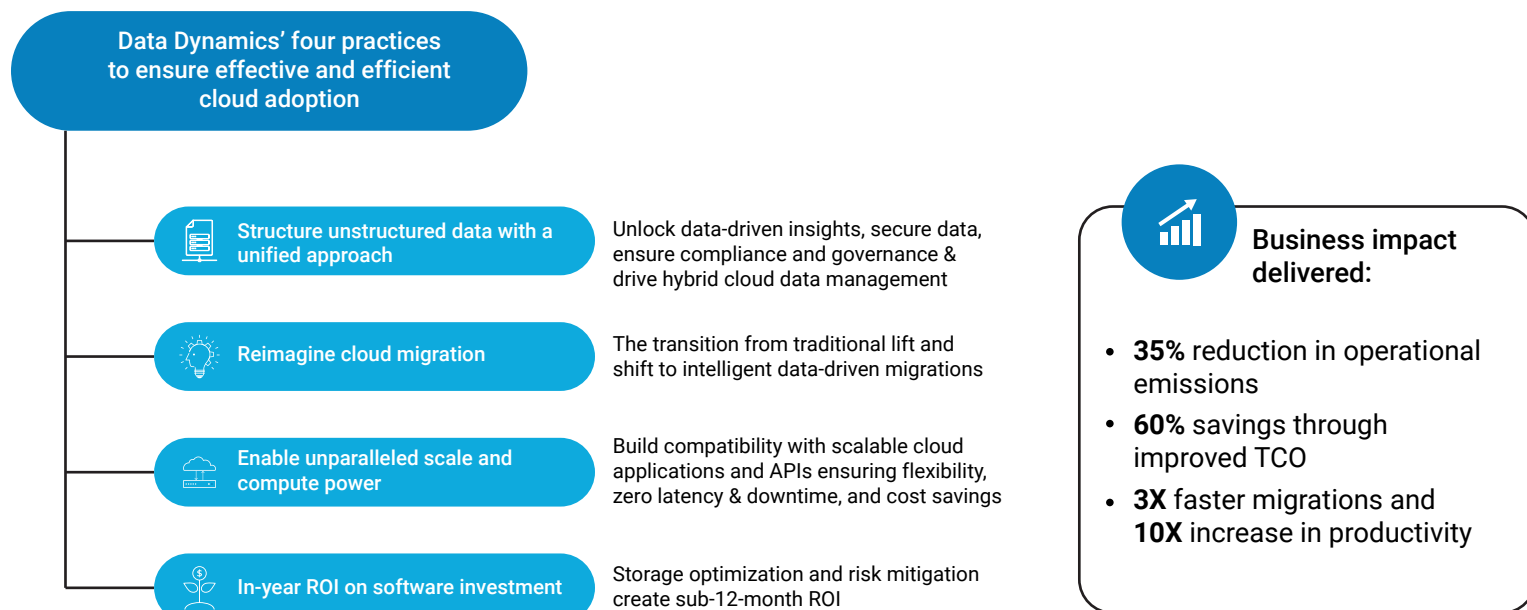 Data Dynamics’ four practices
to ensure effective and efficient
cloud adoption
Structure unstructured data with a
unified approach
Unlock data-driven insights, secure data,
ensure compliance and governance &
drive hybrid cloud data management
Reimagine cloud migration
The transition from traditional lift and
shift to intelligent data-driven migrations
Enable unparalleled scale and
compute power
Build compatibility with scalable cloud
applications and APIs ensuring flexibility,
zero latency & downtime, and cost savings
$
In-year ROI on software investment
Storage optimization and risk mitigation
create sub-12-month ROI
Business impact
delivered:
• 35% reduction in operational
emissions
• 60% savings through
improved TCO
• 3X faster migrations and
10X increase in productivity